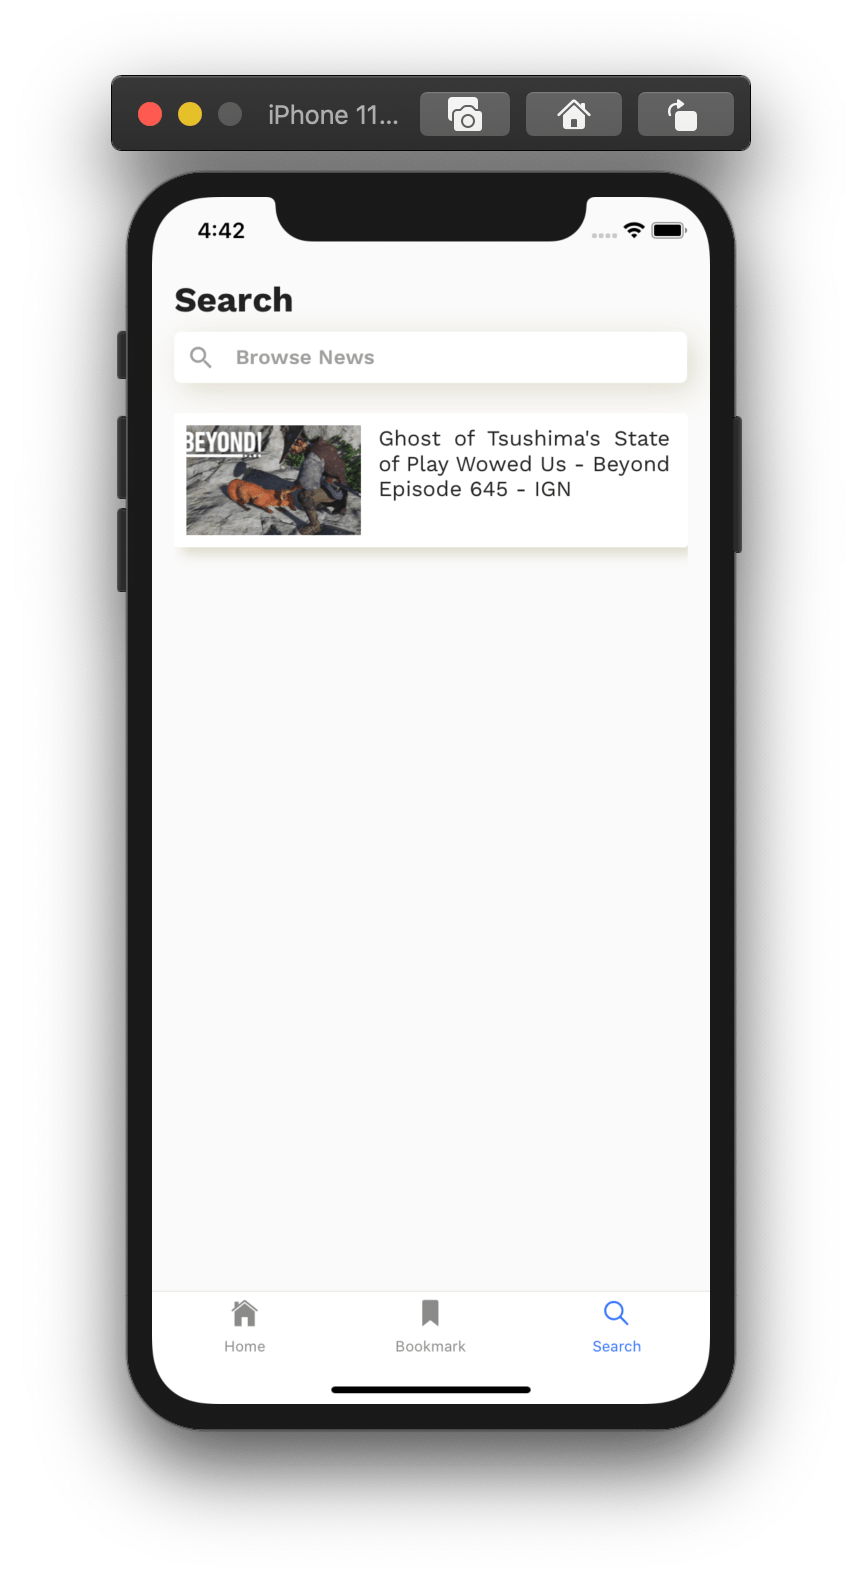 iPhone 11...
4:42
Search
Browse News
BEYOND!
Ghost of Tsushima's State
of Play Wowed Us - Beyond
Episode 645 - IGN
Home
Bookmark
Search